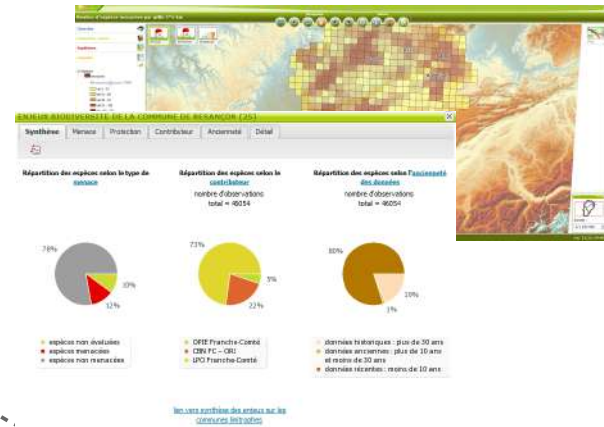 Nombre d'espèces menacées par maille
ENJEUX BIODIVERSITE DE LA COMMUNE DE BESANÇON (25)
Synthèse Menace Protection Contributeur Ancienneté Détail
Répartition des espèces selon le type de
menace
Répartition des espèces selon le
contributeur
nombre d'observations
total = 46054
Répartition des espèces selon l'ancienneté
des données
nombre d'observations
total = 46054
78%
10%
12%
73%
5%
22%
80%
19%
1%
espèces non évaluées
espèces menacées
espèces non menacées
OPIE Franche-Comté
CBN FC - ORI
LPO Franche-Comté
données historiques : plus de 30 ans
données anciennes : plus de 10 ans
et moins de 30 ans
données récentes : moins de 10 ans
lien vers synthèse des enjeux sur les
communes limitrophes